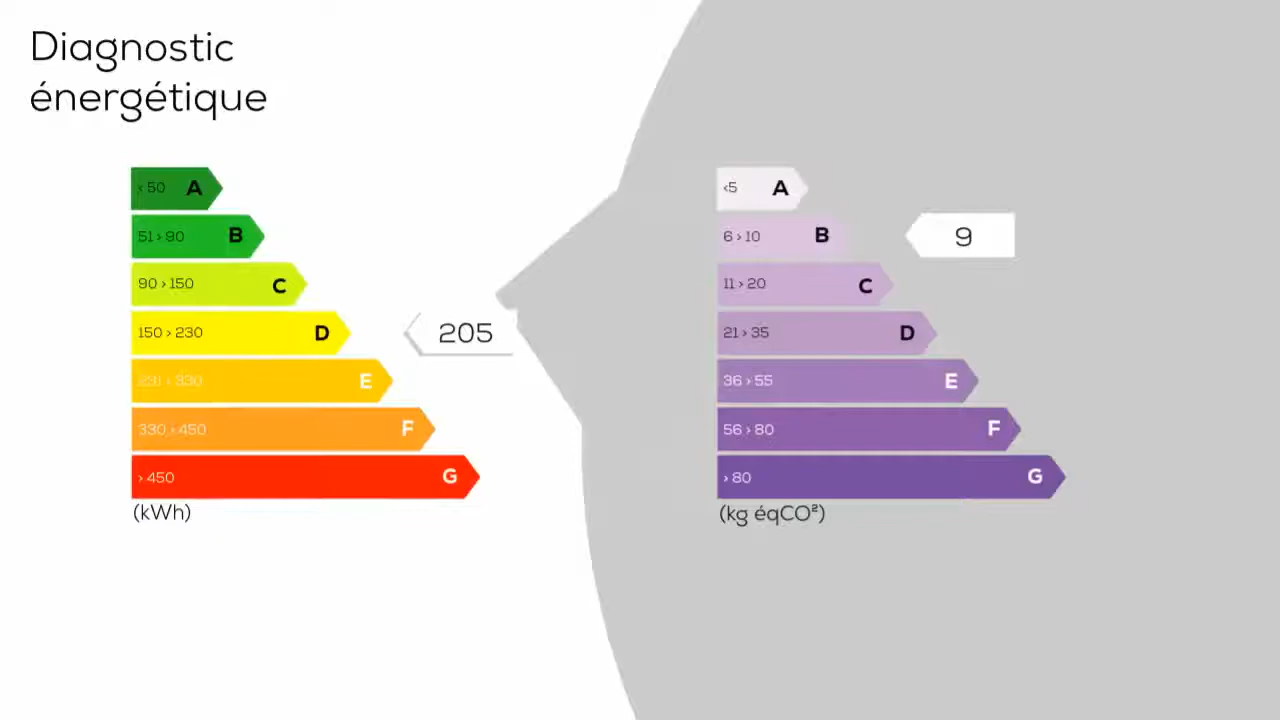 Diagnostic
énergétique
< 50 A
51 > 90 B
90 > 150 C
150 > 230 D
205
231 > 330 E
330 > 450 F
> 450 G
(kWh)
<5 A
6 > 10 B
9
11 > 20 C
21 > 35 D
36 > 55 E
56 > 80 F
> 80 G
(kg éqCO²)